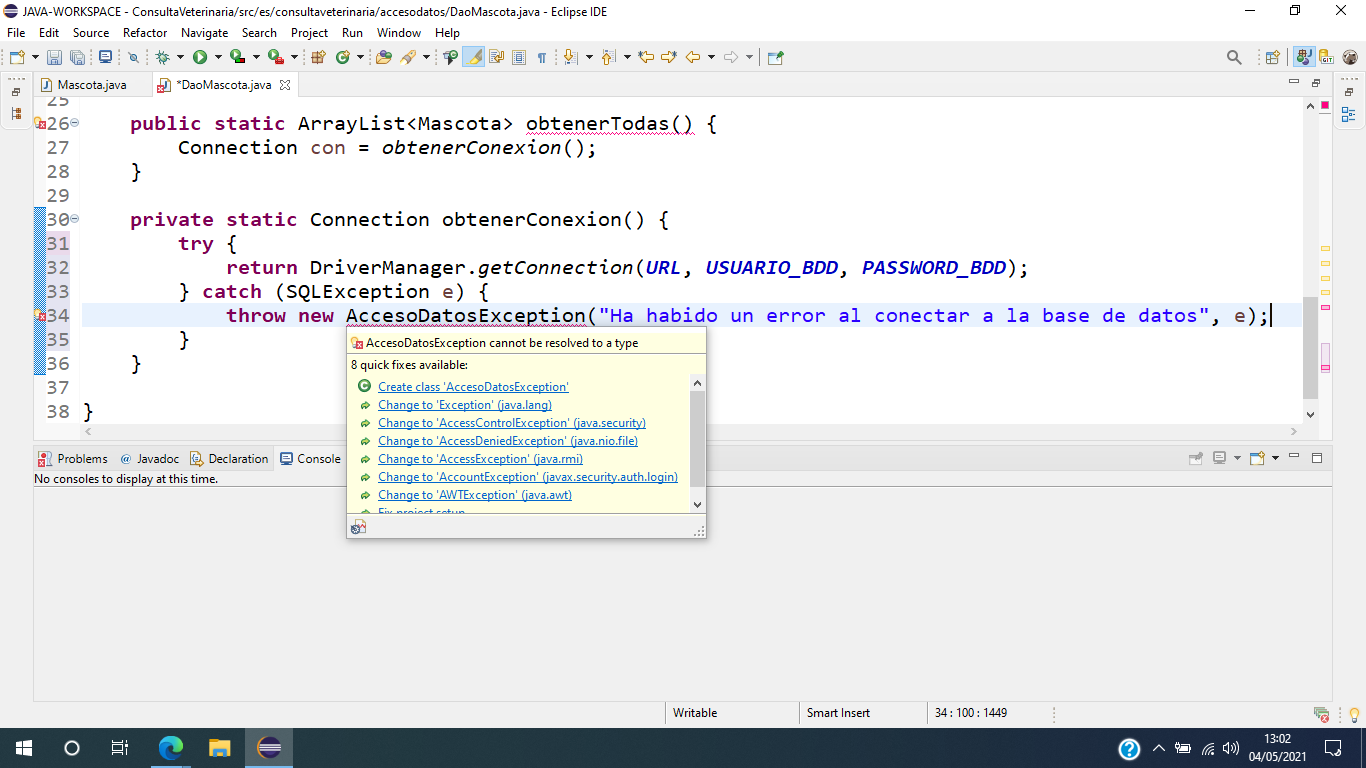 JAVA-WORKSPACE - ConsultaVeterinaria/src/es/consultaveterinaria/accesodatos/DaoMascota.java - Eclipse IDE
File Edit Source Refactor Navigate Search Project Run Window Help
Mascota.java *DaoMascota.java
25
26 public static ArrayList<Mascota> obtenerTodas() {
27 Connection con = obtenerConexion();
28 }
29
30 private static Connection obtenerConexion() {
31 try {
32 return DriverManager.getConnection(URL, USUARIO_BDD, PASSWORD_BDD);
33 } catch (SQLException e) {
34 throw new AccesoDatosException("Ha habido un error al conectar a la base de datos", e);
35 }
36 }
37
38 }
AccesoDatosException cannot be resolved to a type
8 quick fixes available:
Create class 'AccesoDatosException'
Change to 'Exception' (java.lang)
Change to 'AccessControlException' (java.security)
Change to 'AccessDeniedException' (java.nio.file)
Change to 'AccessException' (java.rmi)
Change to 'AccountException' (javax.security.auth.login)
Change to 'AWTException' (java.awt)
Fix project setup...
Problems @ Javadoc Declaration Console
No consoles to display at this time.
Writable Smart Insert 34 : 100 : 1449
13:02
04/05/2021